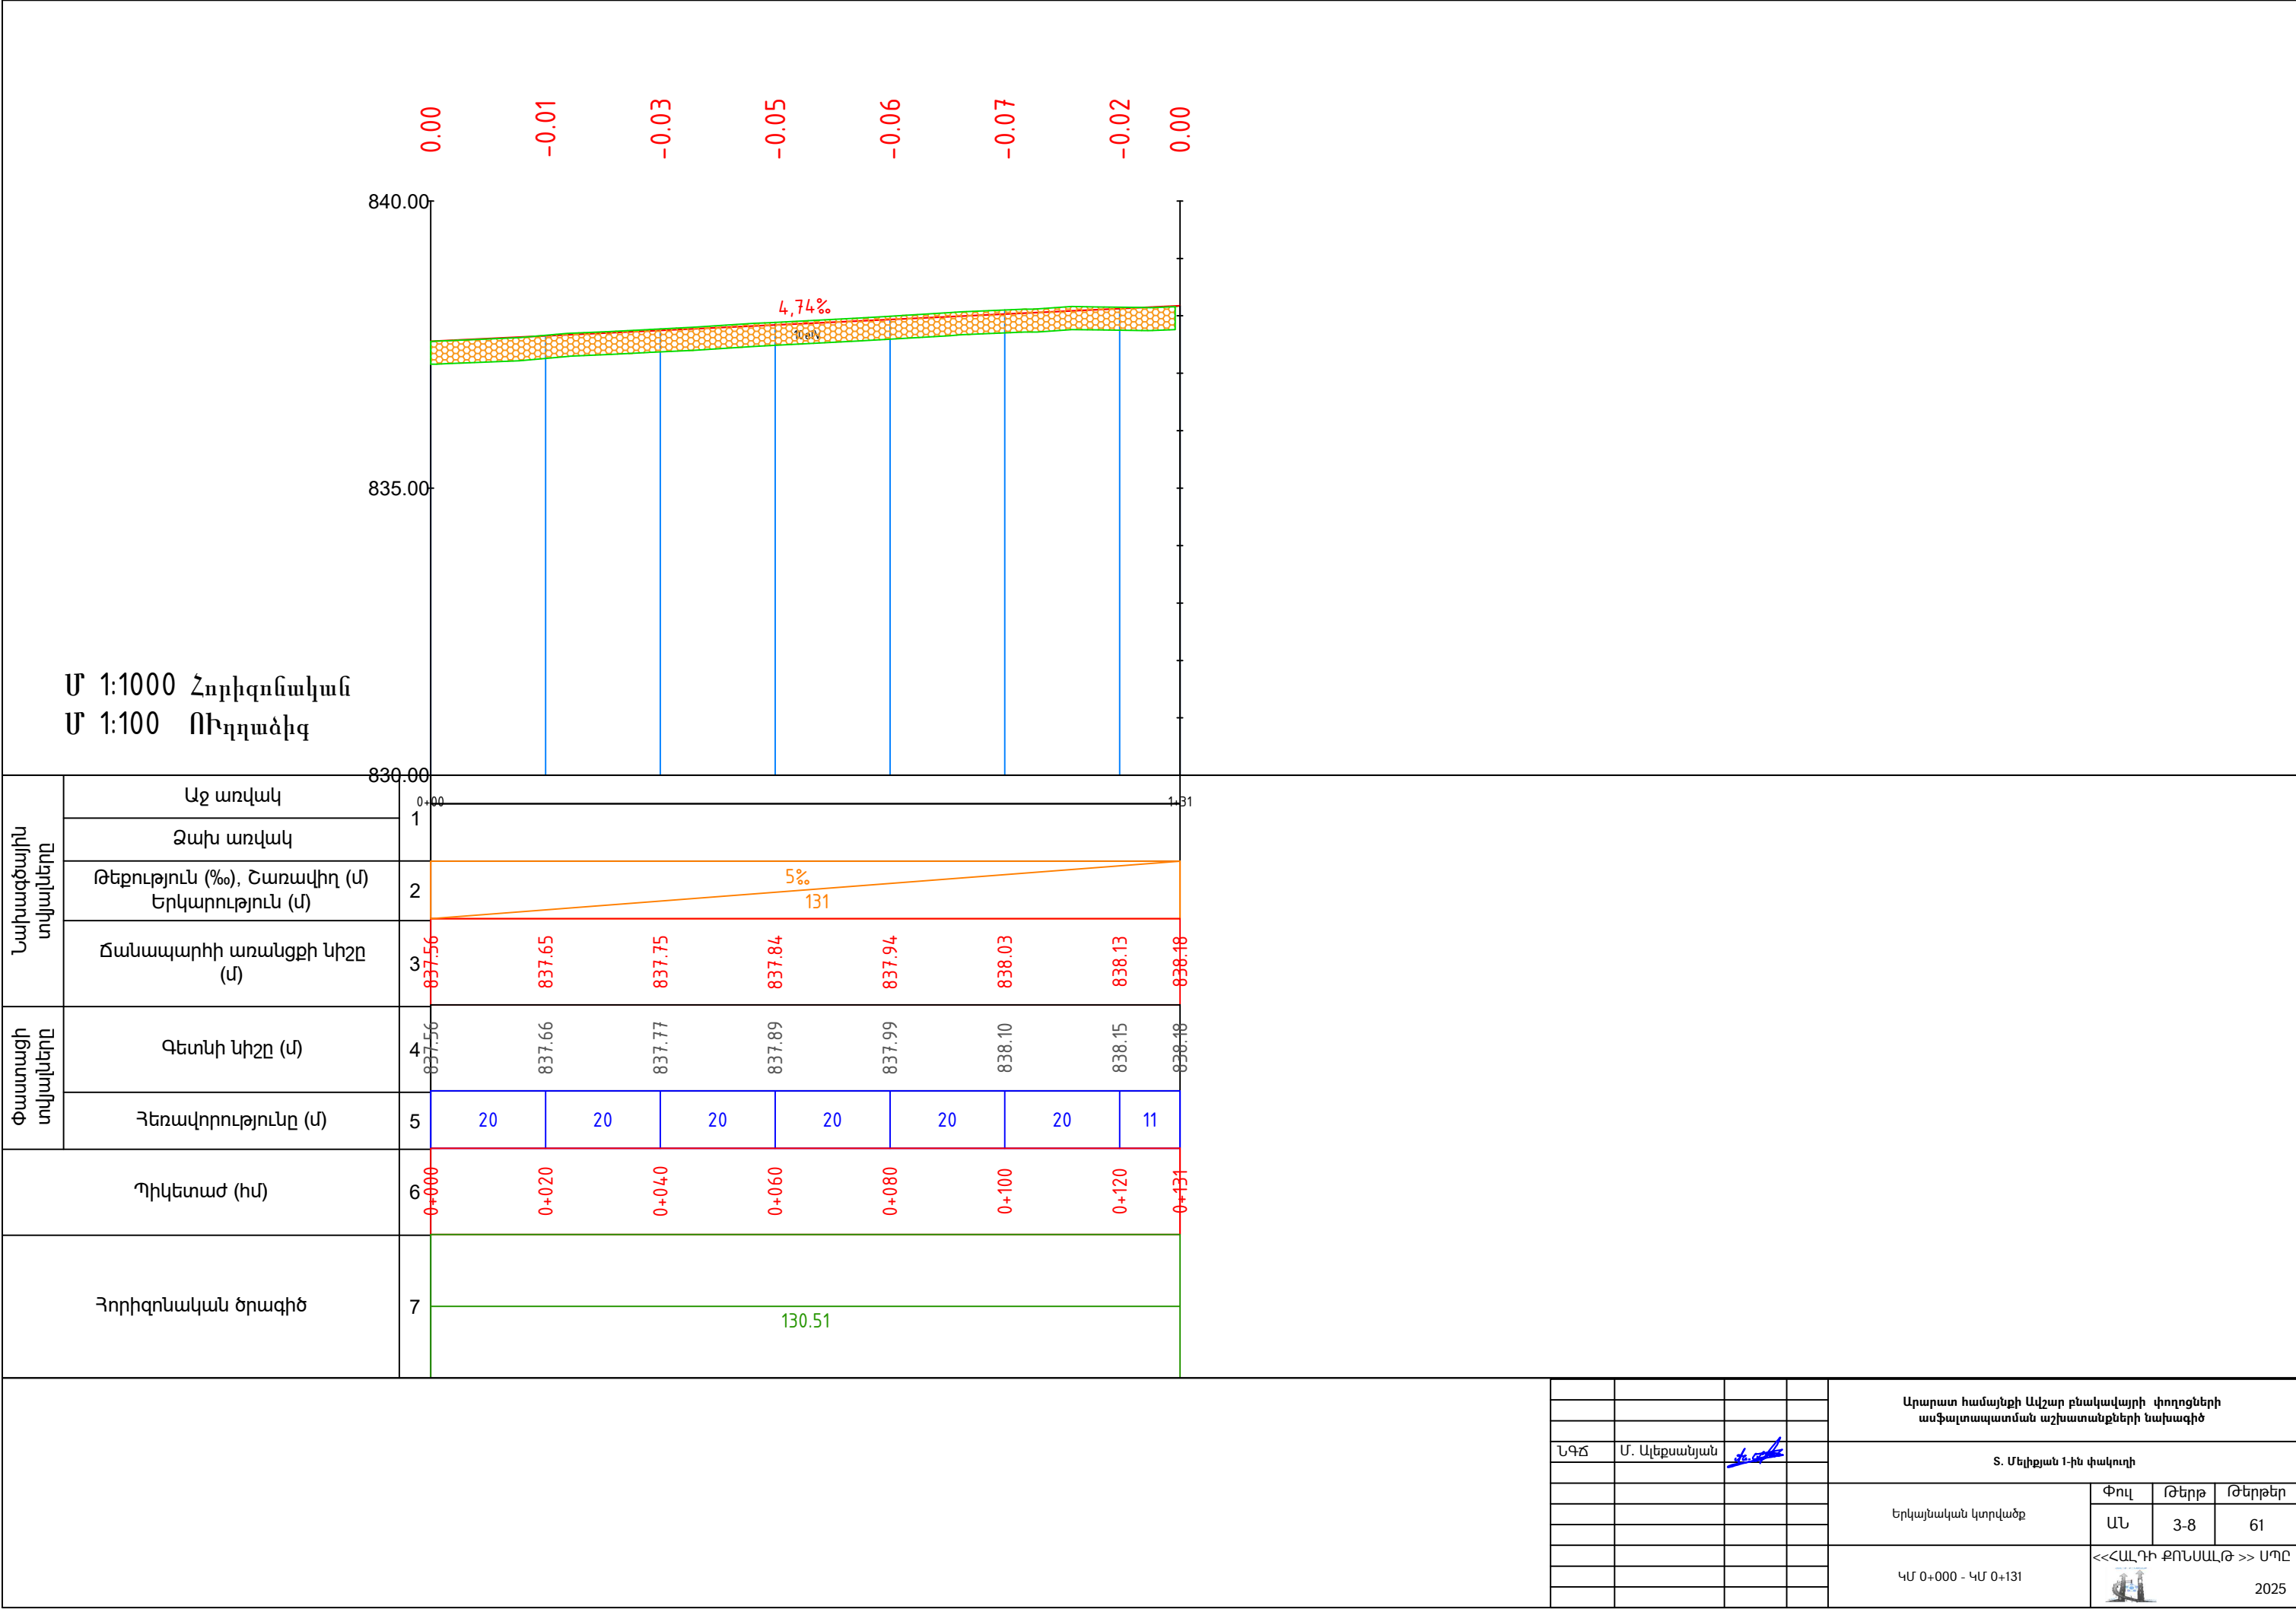 0.00 -0.01 -0.03 -0.05 -0.06 -0.07 -0.02 0.00
840.00
4,74‰
835.00
Մ 1:1000 Հորիզոնական
Մ 1:100 ՈՒղղաձիգ
830.00
Նախագծային տվյալները
Աջ առվակ
Ձախ առվակ
1
0+00 1+31
Թեքություն (‰), Շառավիղ (մ)
Երկարություն (մ)
2
5‰
131
Ճանապարհի առանցքի նիշը
(մ)
3
837.56 837.65 837.75 837.84 837.94 838.03 838.13 838.18
Փաստացի տվյալները
Գետնի նիշը (մ)
4
837.56 837.66 837.77 837.89 837.99 838.10 838.15 838.18
Հեռավորությունը (մ)
5
20 20 20 20 20 20 11
Պիկետաժ (հմ)
6
0+000 0+020 0+040 0+060 0+080 0+100 0+120 0+131
Հորիզոնական ծրագիծ
7
130.51
Արարատ համայնքի Ավշար բնակավայրի փողոցների
ասֆալտապատման աշխատանքների նախագիծ
ՆԳՃ Մ. Ալեքսանյան
Տ. Մելիքյան 1-ին փակուղի
Երկայնական կտրվածք
Փուլ Թերթ Թերթեր
ԱՆ 3-8 61
ԿՄ 0+000 - ԿՄ 0+131
<<ՀԱԼԴԻ ՔՈՆՍԱԼԹ >> ՍՊԸ
2025